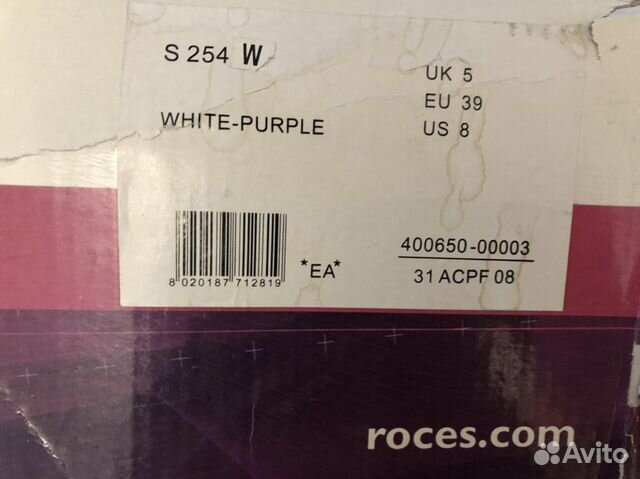 S 254 W
UK 5
EU 39
WHITE-PURPLE
US 8
8 020187 712819
*EA*
400650-00003
31 ACPF 08
roces.com
Avito